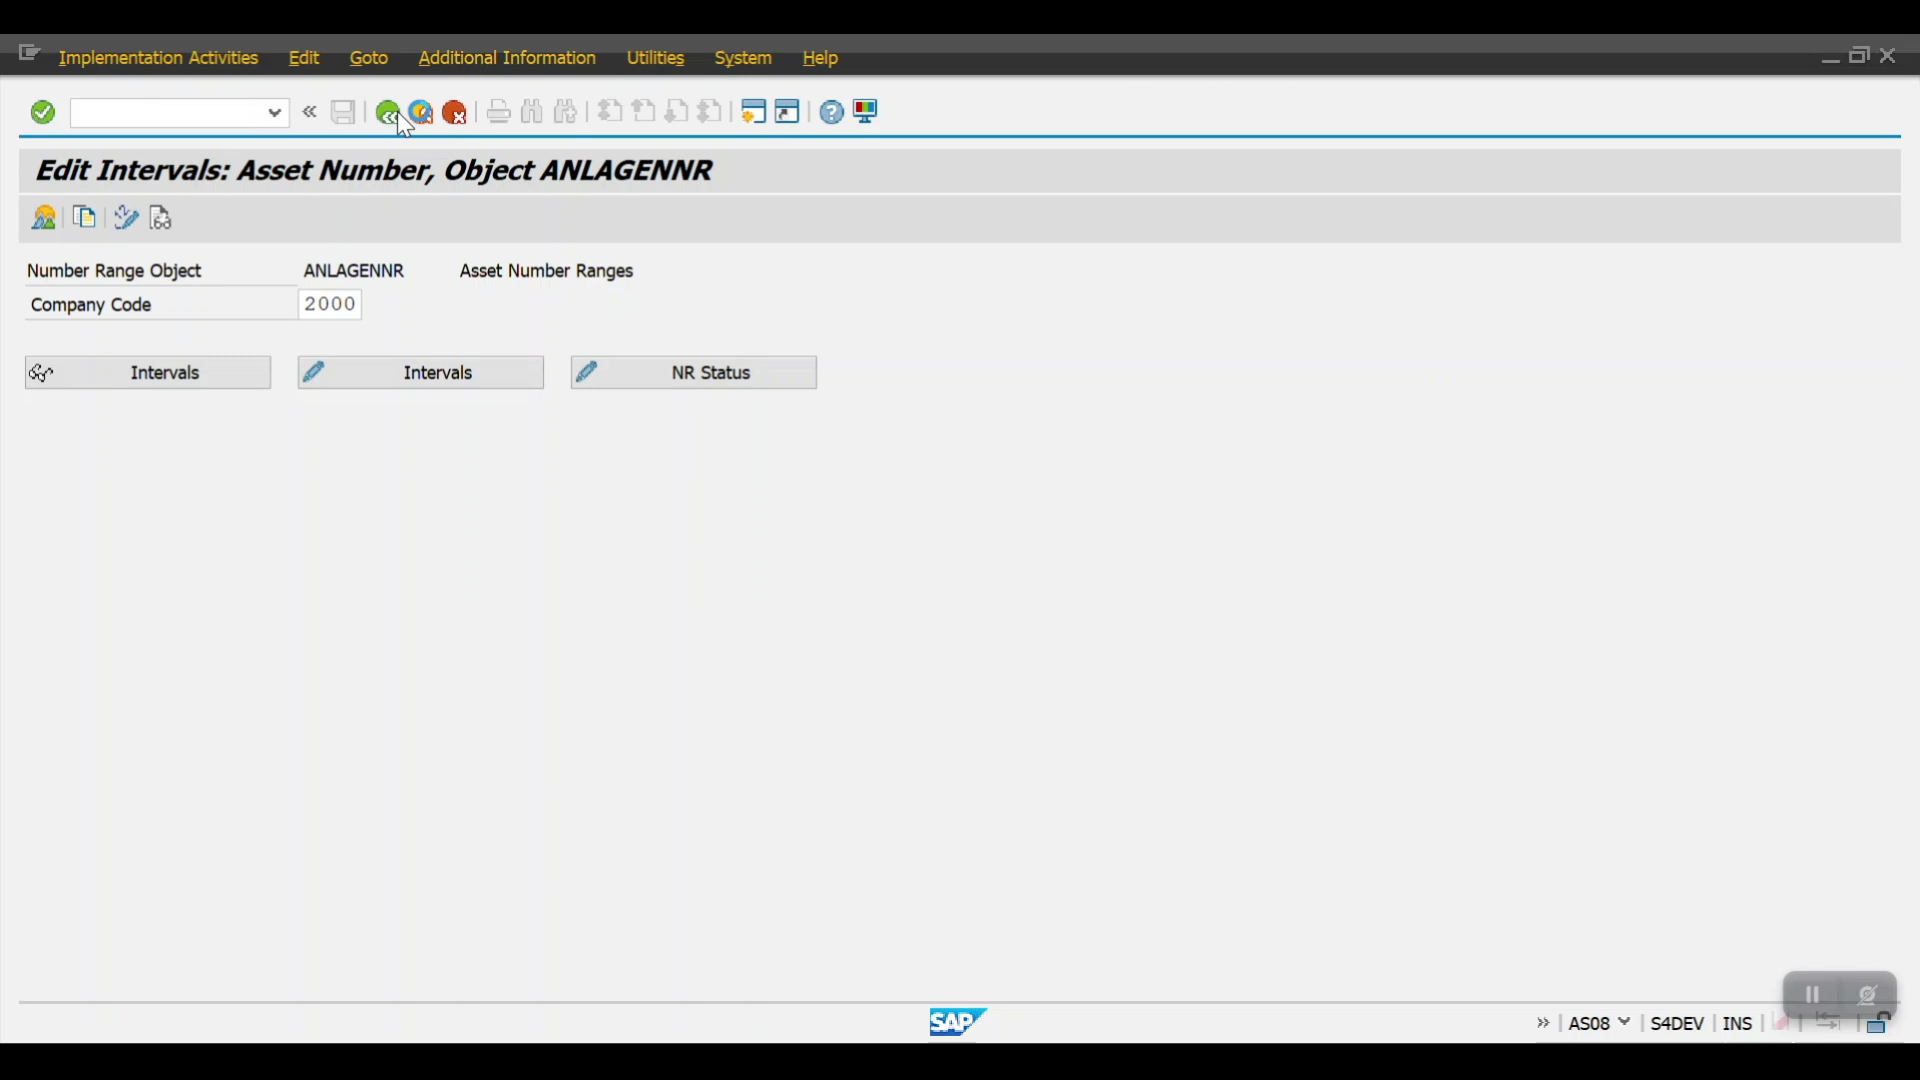 Implementation Activities Edit Goto Additional Information Utilities System Help
Edit Intervals: Asset Number, Object ANLAGENNR
Number Range Object ANLAGENNR Asset Number Ranges
Company Code 2000
Intervals Intervals NR Status
SAP AS08 S4DEV INS